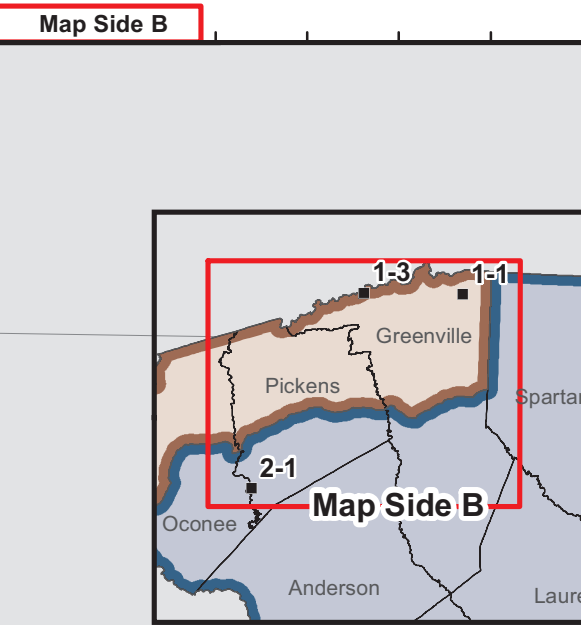 Map Side B
1-3
1-1
Greenville
Pickens
Spartan
2-1
Map Side B
Oconee
Anderson
Laure